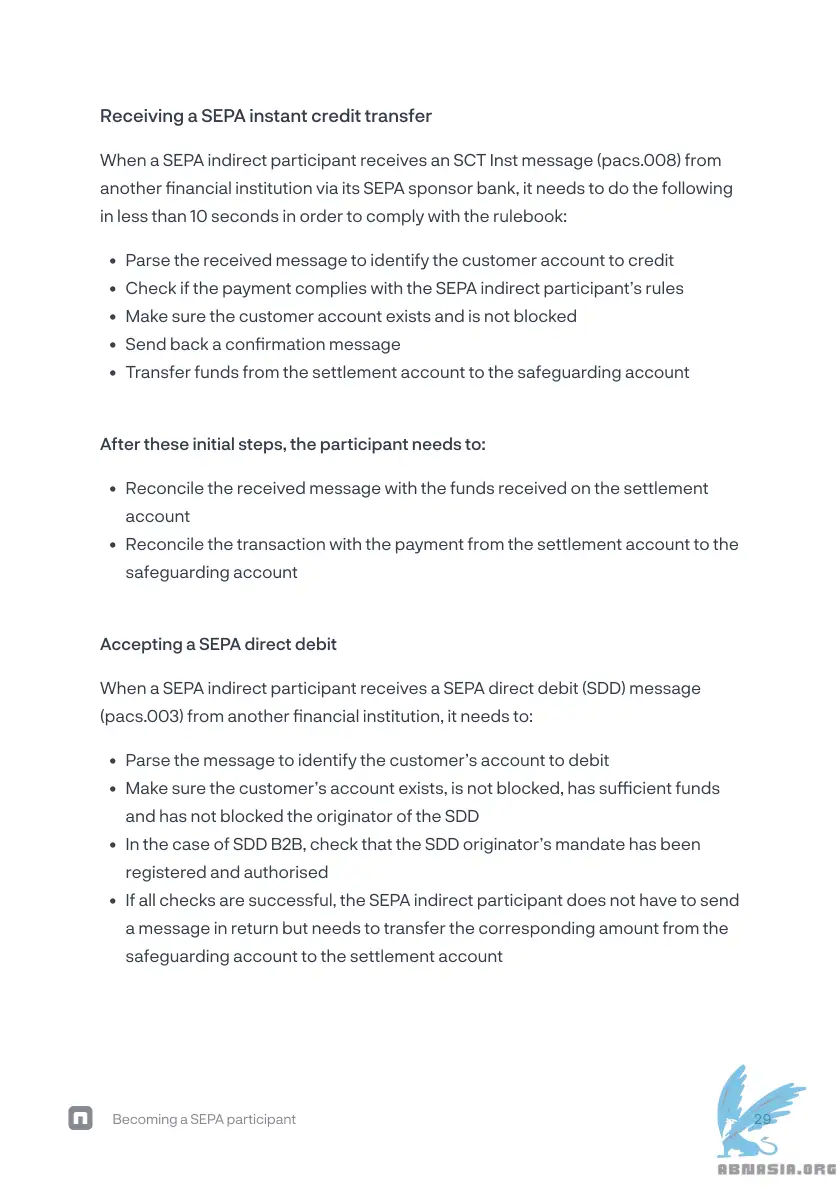 Receiving a SEPA instant credit transfer
When a SEPA indirect participant receives an SCT Inst message (pacs.008) from
another financial institution via its SEPA sponsor bank, it needs to do the following
in less than 10 seconds in order to comply with the rulebook:
• Parse the received message to identify the customer account to credit
• Check if the payment complies with the SEPA indirect participant’s rules
• Make sure the customer account exists and is not blocked
• Send back a confirmation message
• Transfer funds from the settlement account to the safeguarding account
After these initial steps, the participant needs to:
• Reconcile the received message with the funds received on the settlement
account
• Reconcile the transaction with the payment from the settlement account to the
safeguarding account
Accepting a SEPA direct debit
When a SEPA indirect participant receives a SEPA direct debit (SDD) message
(pacs.003) from another financial institution, it needs to:
• Parse the message to identify the customer’s account to debit
• Make sure the customer’s account exists, is not blocked, has sufficient funds
and has not blocked the originator of the SDD
• In the case of SDD B2B, check that the SDD originator’s mandate has been
registered and authorised
• If all checks are successful, the SEPA indirect participant does not have to send
a message in return but needs to transfer the corresponding amount from the
safeguarding account to the settlement account
Becoming a SEPA participant
29
ABNASIA.ORG